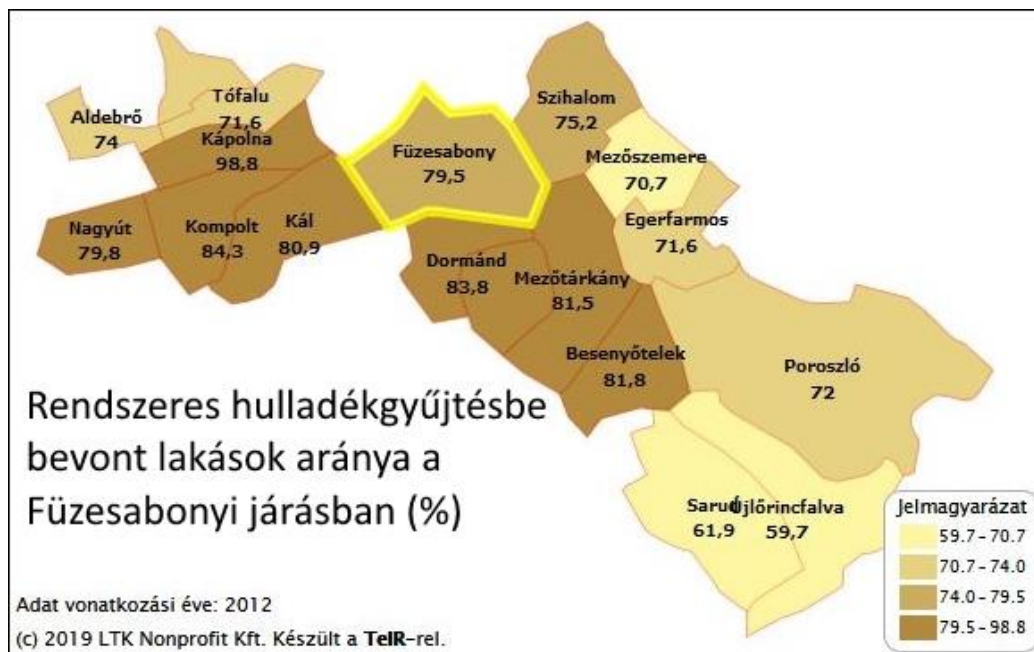 Tófalu
71,6
Aldebrő
74
Kápolna
98,8
Füzesabony
79,5
Szihalom
75,2
Mezőszemere
70,7
Egerfarmos
71,6
Nagyút
79,8
Kompolt
84,3
Kál
80,9
Dormánd
83,8
Mezőtárkány
81,5
Besenyőtelek
81,8
Poroszló
72
Sarud
61,9
Újlőrincfalva
59,7
Rendszeres hulladékgyűjtésbe
bevont lakások aránya a
Füzesabonyi járásban (%)
Jelmagyarázat
59.7-70.7
70.7-74.0
74.0-79.5
79.5-98.8
Adat vonatkozási éve: 2012
(c) 2019 LTK Nonprofit Kft. Készült a TeIR-rel.